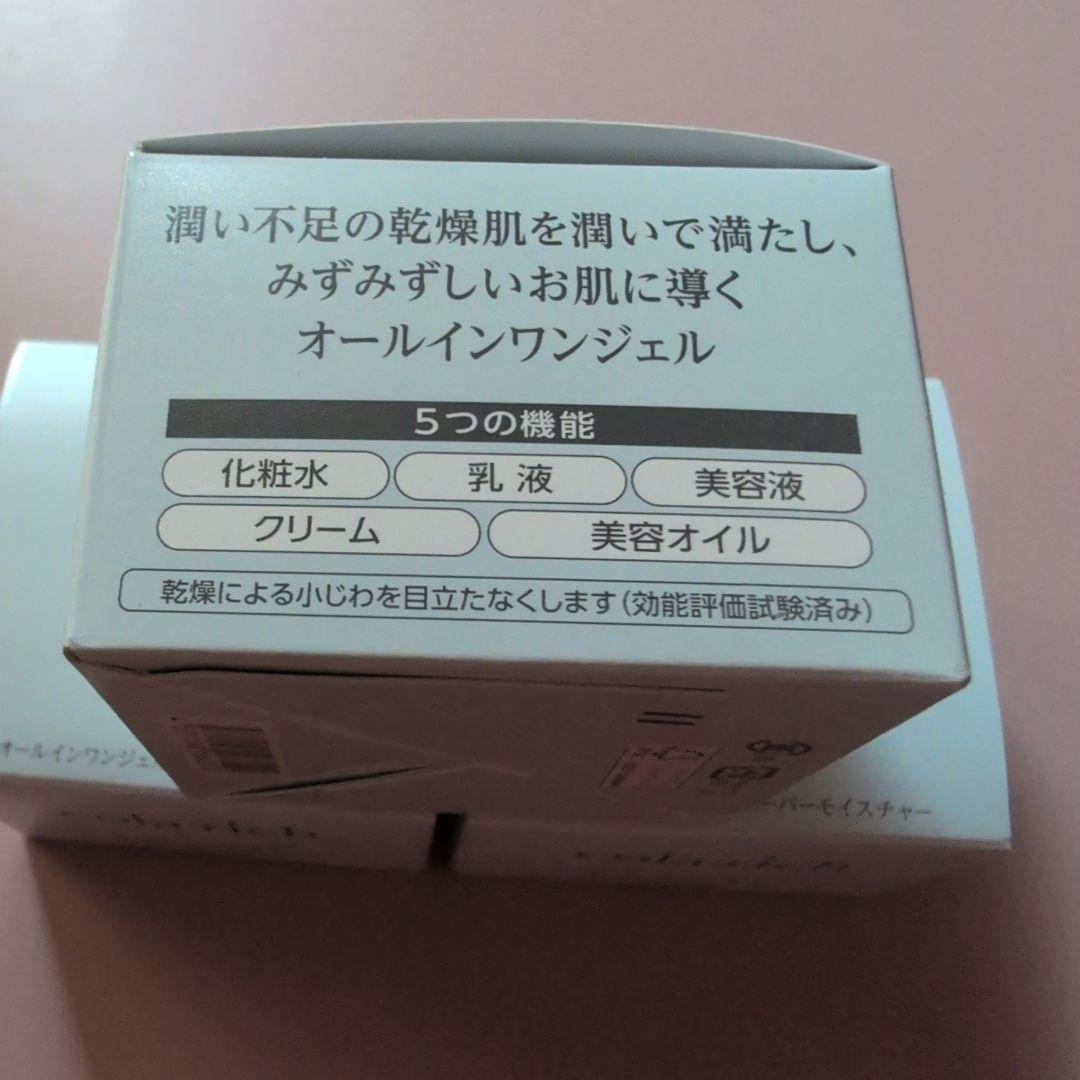 潤い不足の乾燥肌を潤いで満たし、
みずみずしいお肌に導く
オールインワンジェル
5つの機能
化粧水
乳液
美容液
クリーム
美容オイル
乾燥による小じわを目立たなくします(効能評価試験済み)
オールインワンジェ
ーパーモイスチャー
colarich
colarich